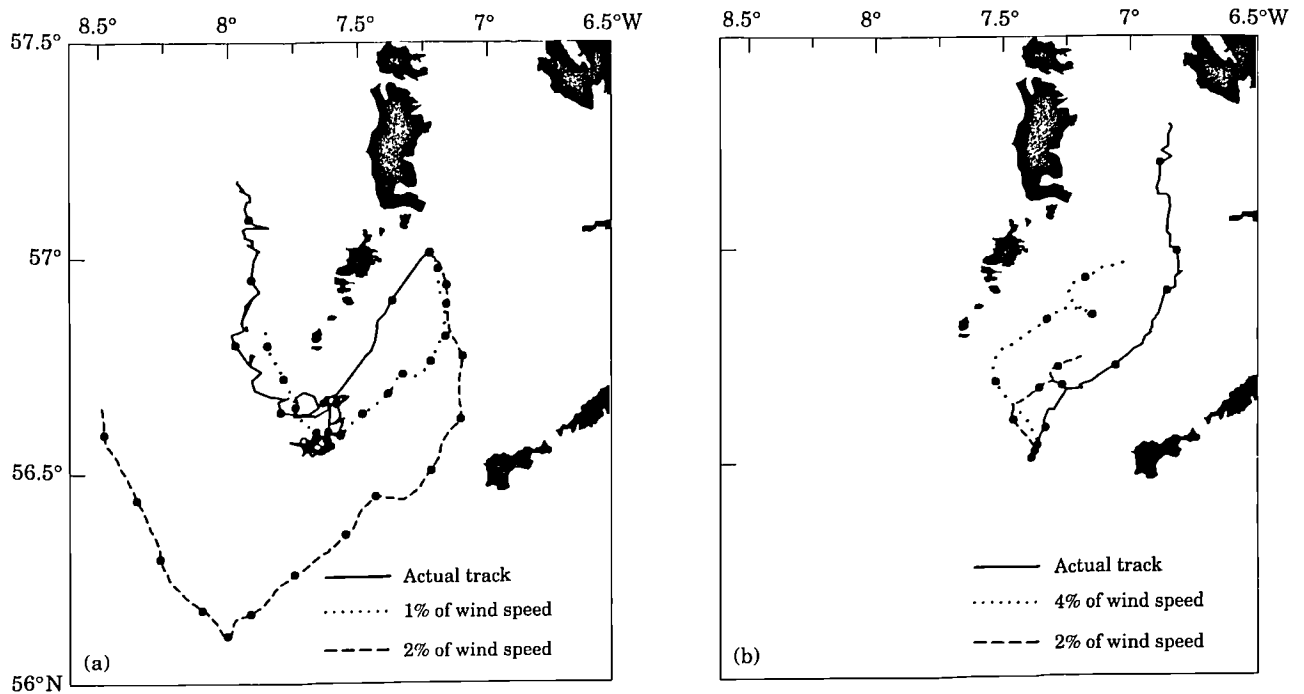 8.5° 8° 7.5° 7° 6.5°W
57.5°
57°
56.5°
56°N
Actual track
1% of wind speed
2% of wind speed
(a)
8.5° 8° 7.5° 7° 6.5°W
Actual track
4% of wind speed
2% of wind speed
(b)